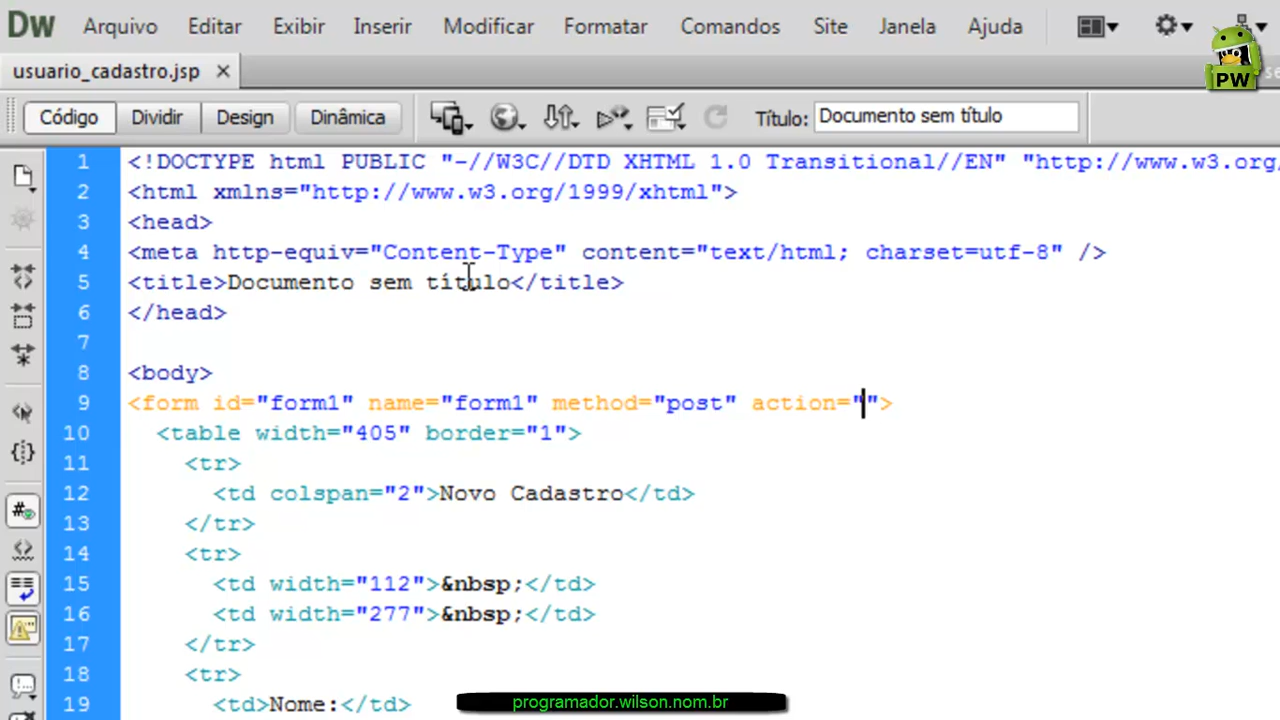 DW Arquivo Editar Exibir Inserir Modificar Formatar Comandos Site Janela Ajuda
usuario_cadastro.jsp
PW
Código Dividir Design Dinâmica Título: Documento sem título
1 <!DOCTYPE html PUBLIC "-//W3C//DTD XHTML 1.0 Transitional//EN" "http://www.w3.org/
2 <html xmlns="http://www.w3.org/1999/xhtml">
3 <head>
4 <meta http-equiv="Content-Type" content="text/html; charset=utf-8" />
5 <title>Documento sem título</title>
6 </head>
7
8 <body>
9 <form id="form1" name="form1" method="post" action="">
10 <table width="405" border="1">
11 <tr>
12 <td colspan="2">Novo Cadastro</td>
13 </tr>
14 <tr>
15 <td width="112">&nbsp;</td>
16 <td width="277">&nbsp;</td>
17 </tr>
18 <tr>
19 <td>Nome:</td>
programador.wilson.nom.br